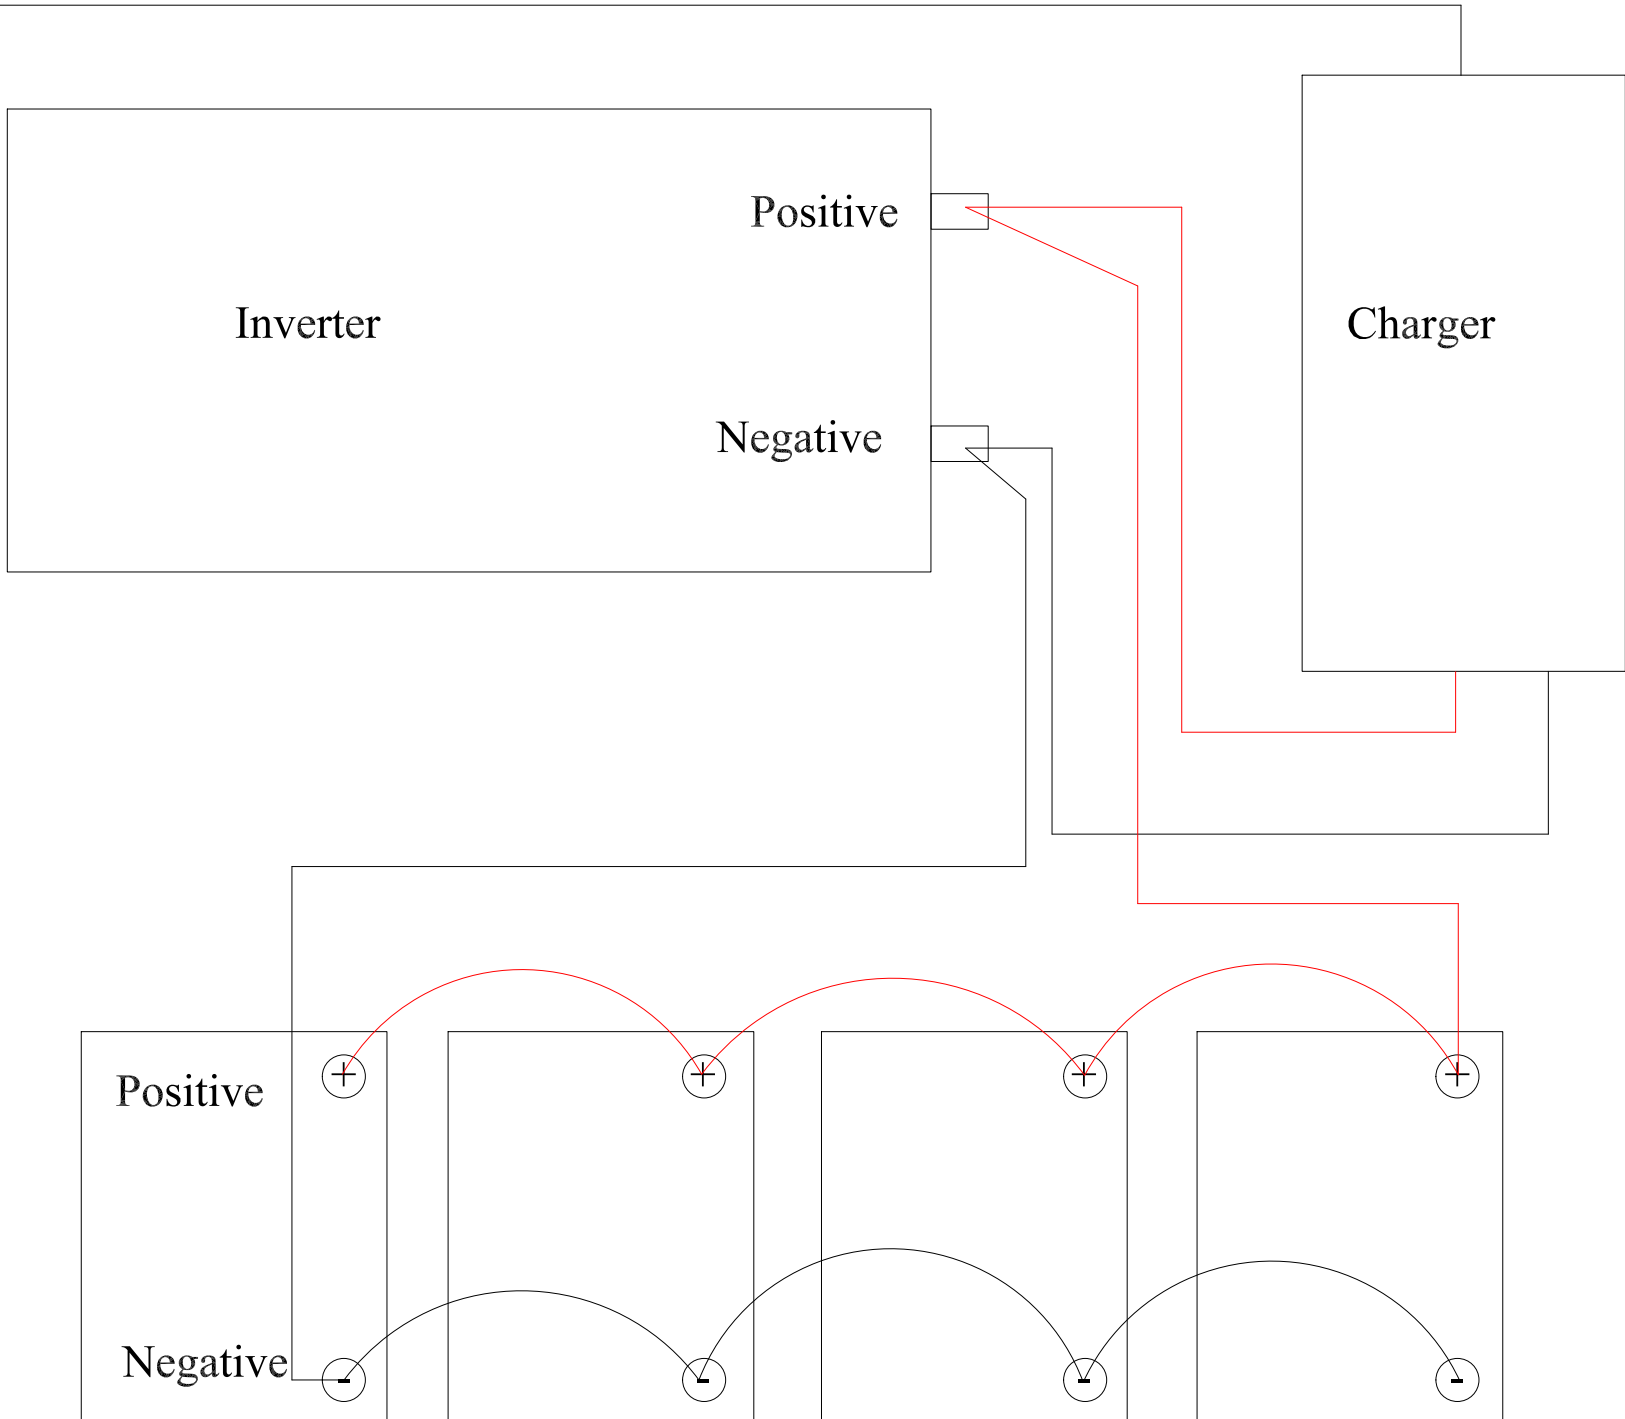 Positive
Inverter
Charger
Negative
+ + + +
Positive
Negative
- - - -